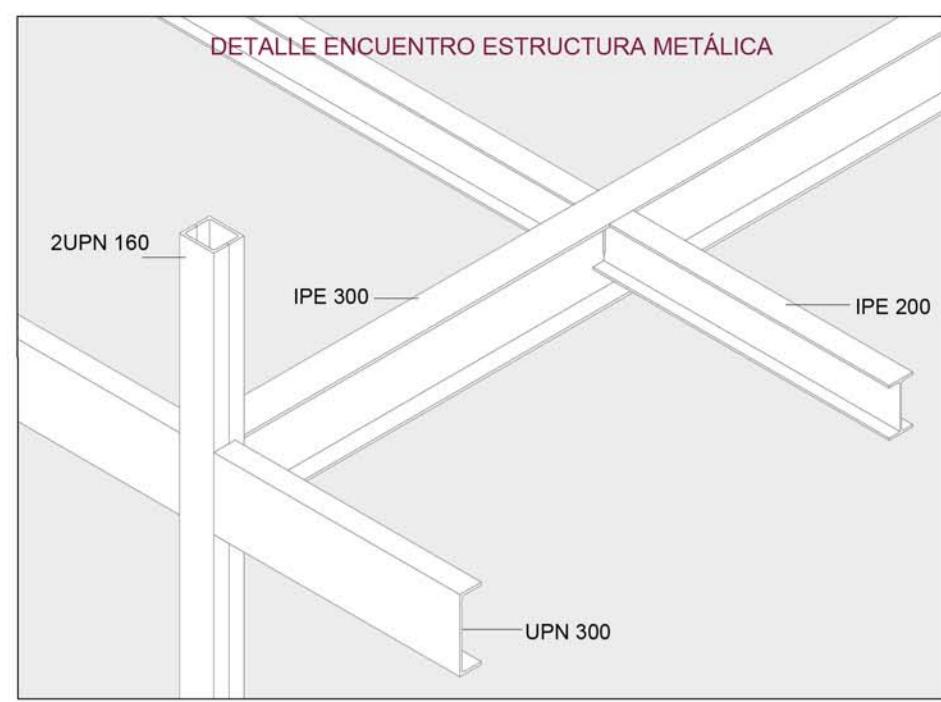 DETALLE ENCUENTRO ESTRUCTURA METÁLICA
2UPN 160
IPE 300
IPE 200
UPN 300